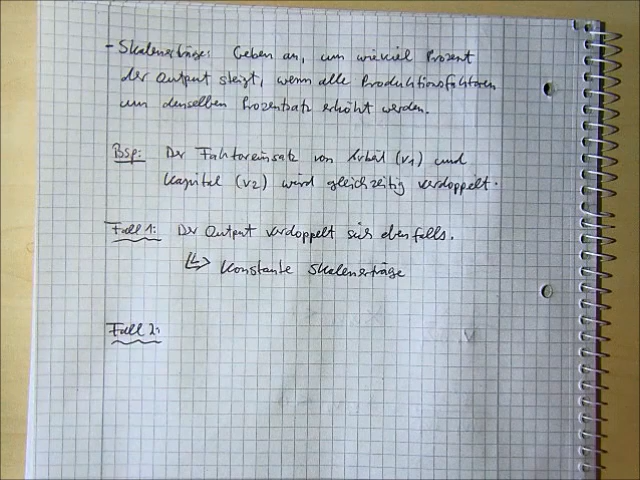 - Skalenerträge: Geben an, um wieviel Prozent
der Output steigt, wenn alle Produktionsfaktoren
um denselben Prozentsatz erhöht werden.
Bsp: Der Faktoreinsatz von Arbeit (v1) und
Kapital (v2) wird gleichzeitig verdoppelt.
Fall 1: Der Output verdoppelt sich ebenfalls.
↳ Konstante Skalenerträge
Fall 2: